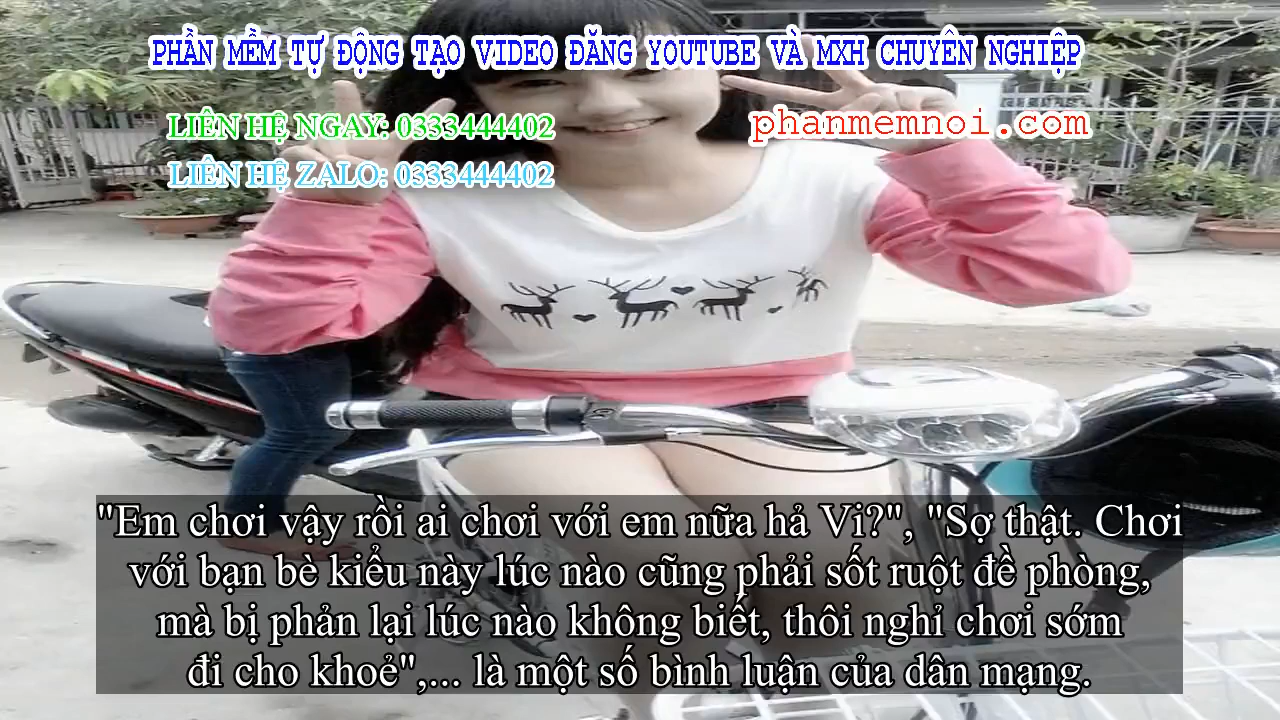 PHẦN MỀM TỰ ĐỘNG TẠO VIDEO ĐĂNG YOUTUBE VÀ MXH CHUYÊN NGHIỆP
LIÊN HỆ NGAY: 0333444402
phanmemnoi.com
LIÊN HỆ ZALO: 0333444402
"Em chơi vậy rồi ai chơi với em nữa hả Vi?", "Sợ thật. Chơi
với bạn bè kiểu này lúc nào cũng phải sốt ruột đề phòng,
mà bị phản lại lúc nào không biết, thôi nghỉ chơi sớm
đi cho khoẻ",... là một số bình luận của dân mạng.